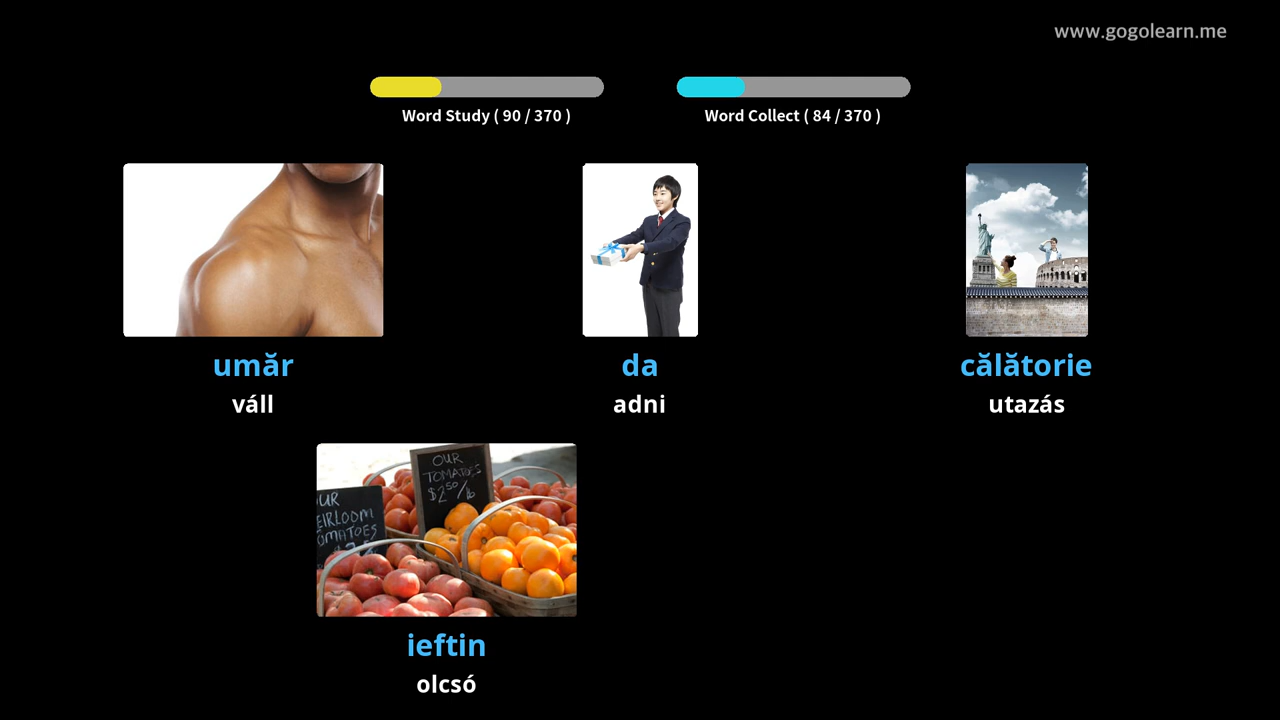 www.gogolearn.me
Word Study ( 90 / 370 )
Word Collect ( 84 / 370 )
umăr
váll
da
adni
călătorie
utazás
OUR
TOMATOES
$2.50/lb
HEIRLOOM
TOMATOES
ieftin
olcsó